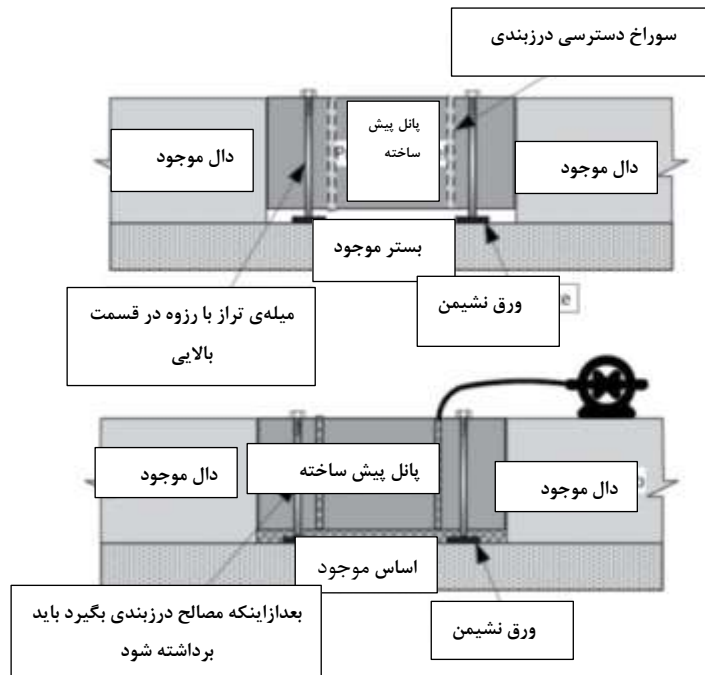 سوراخ دسترسی درزبندی
پانل پیش
ساخته
دال موجود
دال موجود
بستر موجود
ورق نشیمن
میله‌ی تراز با رزوه در قسمت
بالایی
پانل پیش ساخته
دال موجود
دال موجود
اساس موجود
ورق نشیمن
بعدازاینکه مصالح درزبندی بگیرد باید
برداشته شود